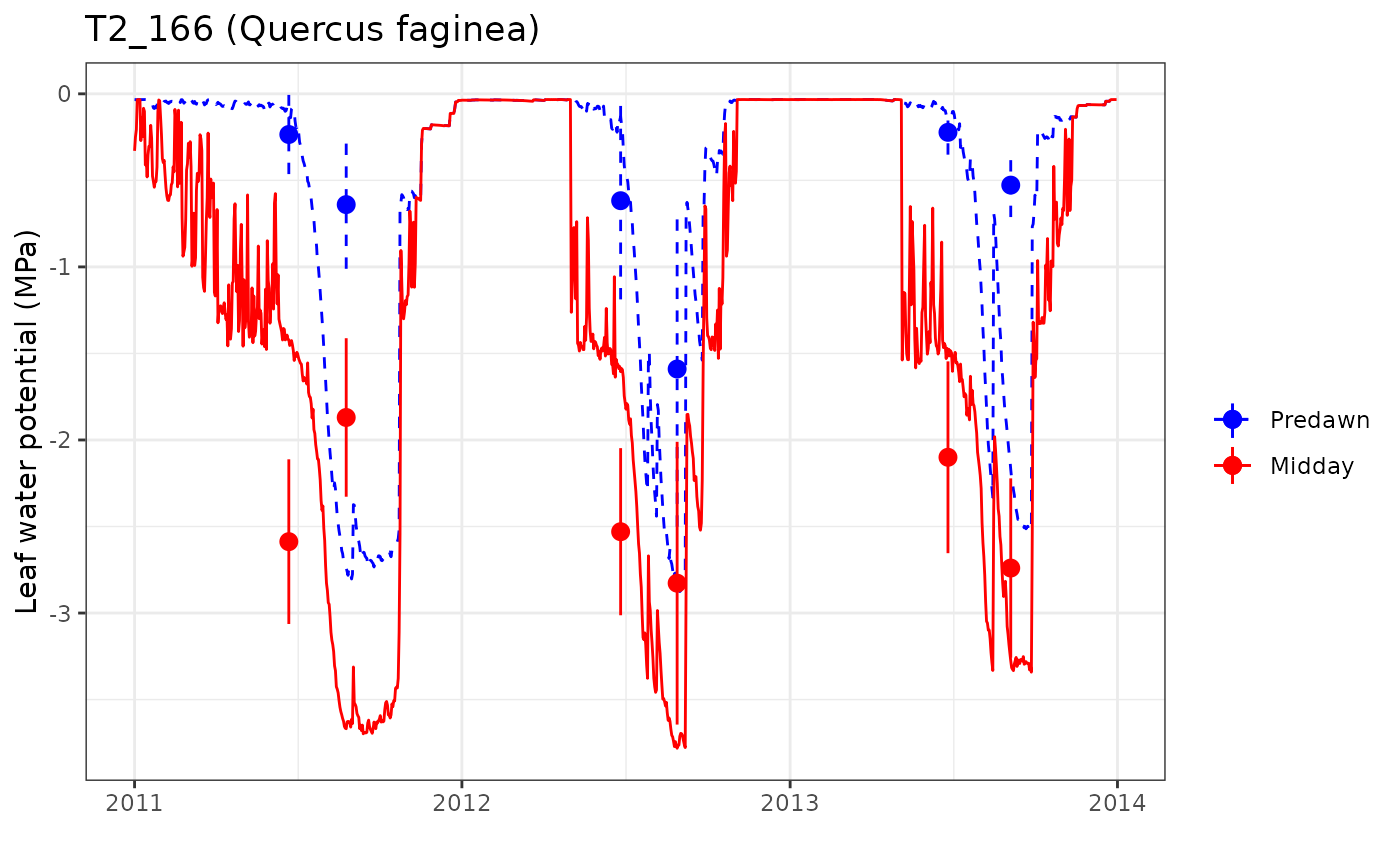 T2_166 (Quercus faginea)
Leaf water potential (MPa)
0
-1
-2
-3
2011
2012
2013
2014
Predawn
Midday